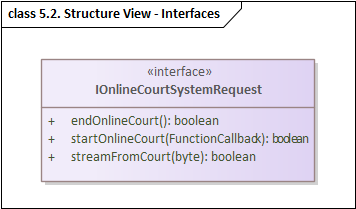 class 5.2. Structure View - Interfaces
«interface»
IOnlineCourtSystemRequest
+ endOnlineCourt(): boolean
+ startOnlineCourt(FunctionCallback): boolean
+ streamFromCourt(byte): boolean